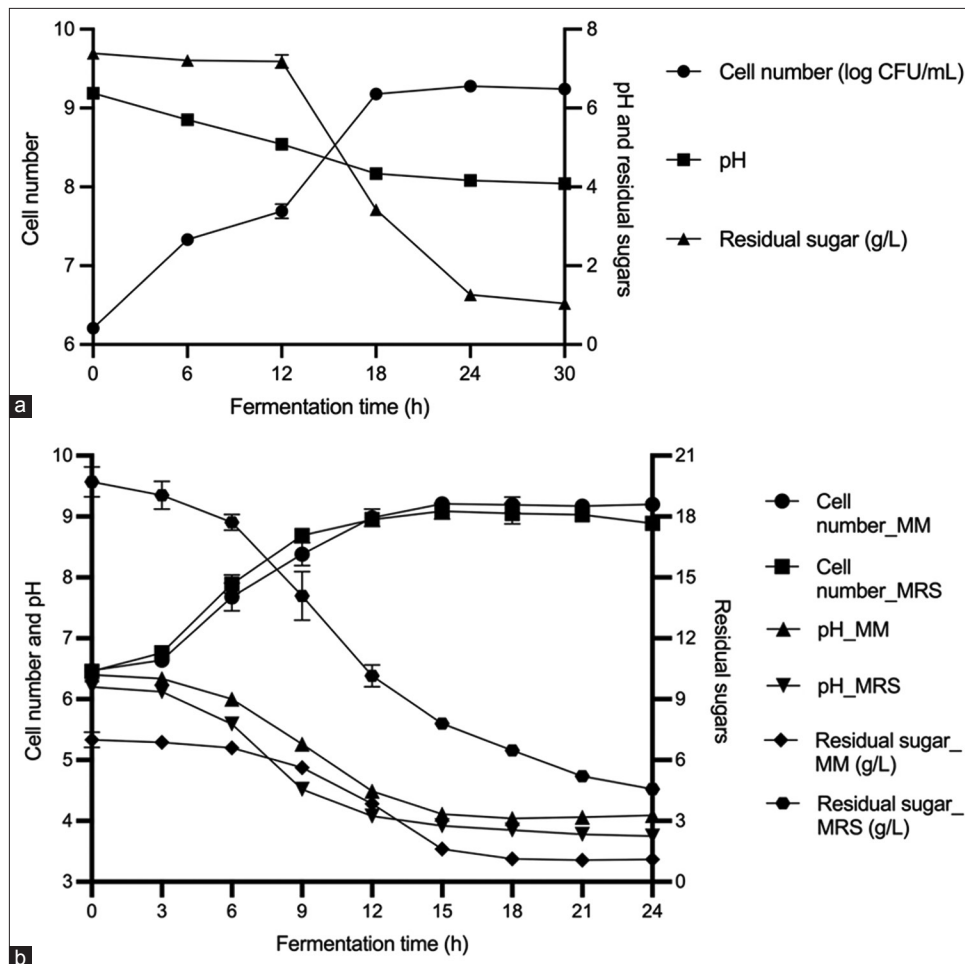 10
9
8
7
6
Cell number
8
6
4
2
0
pH and residual sugars
0 6 12 18 24 30
Fermentation time (h)
Cell number (log CFU/mL)
pH
Residual sugar (g/L)
a
10
9
8
7
6
5
4
3
Cell number and pH
21
18
15
12
9
6
3
0
Residual sugars
0 3 6 9 12 15 18 21 24
Fermentation time (h)
Cell
number_MM
Cell
number_MRS
pH_MM
pH_MRS
Residual sugar_
MM (g/L)
Residual sugar_
MRS (g/L)
b